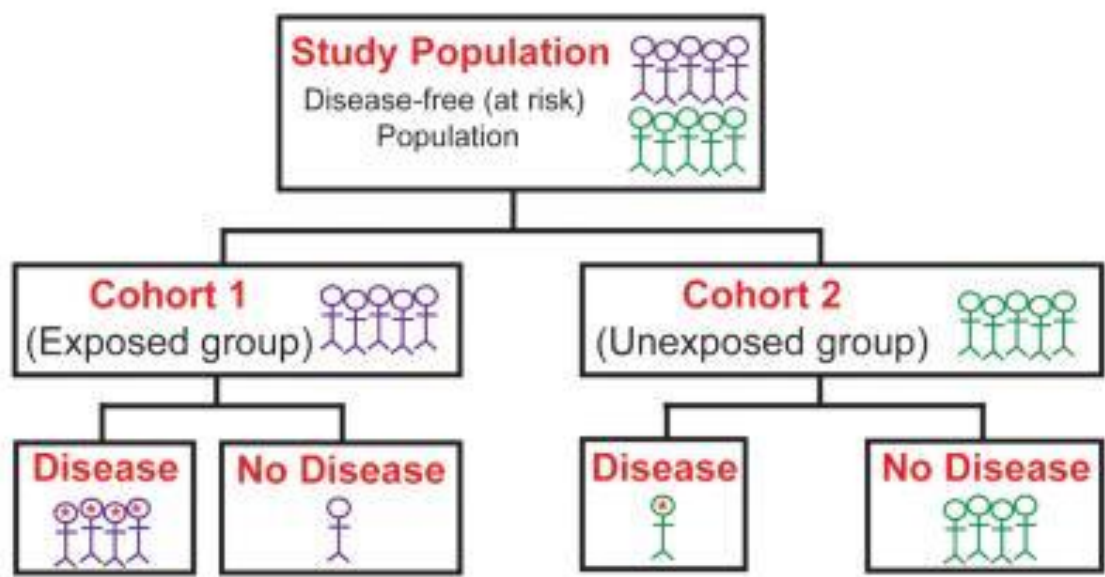 Study Population
Disease-free (at risk)
Population
Cohort 1
(Exposed group)
Cohort 2
(Unexposed group)
Disease
No Disease
Disease
No Disease